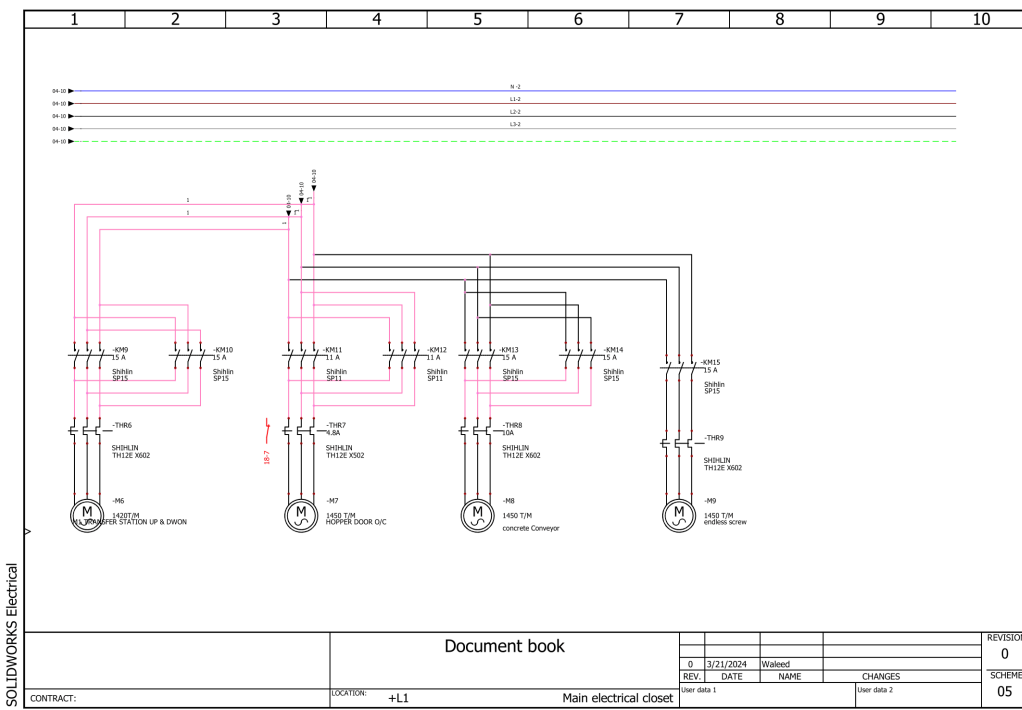 1 2 3 4 5 6 7 8 9 10
04-10 N -2
04-10 L1-2
04-10 L2-2
04-10 L3-2
04-10
04-10
04-10
04-10
1
1
-KM9
15 A
Shihlin
SP15
-KM10
15 A
Shihlin
SP15
-KM11
11 A
Shihlin
SP11
-KM12
11 A
Shihlin
SP11
-KM13
15 A
Shihlin
SP15
-KM14
15 A
Shihlin
SP15
-KM15
15 A
Shihlin
SP15
-THR6
SHIHLIN
TH12E X602
18-7
-THR7
4.8A
SHIHLIN
TH12E X502
-THR8
10A
SHIHLIN
TH12E X602
-THR9
SHIHLIN
TH12E X602
-M6
M
1420T/M
TRANSFER STATION UP & DWON
-M7
M
1450 T/M
HOPPER DOOR O/C
-M8
M
1450 T/M
concrete Conveyor
-M9
M
1450 T/M
endless screw
SOLIDWORKS Electrical
Document book
CONTRACT:
LOCATION: +L1 Main electrical closet
0 3/21/2024 Waleed
REV. DATE NAME CHANGES
User data 1 User data 2
REVISION
0
SCHEME
05